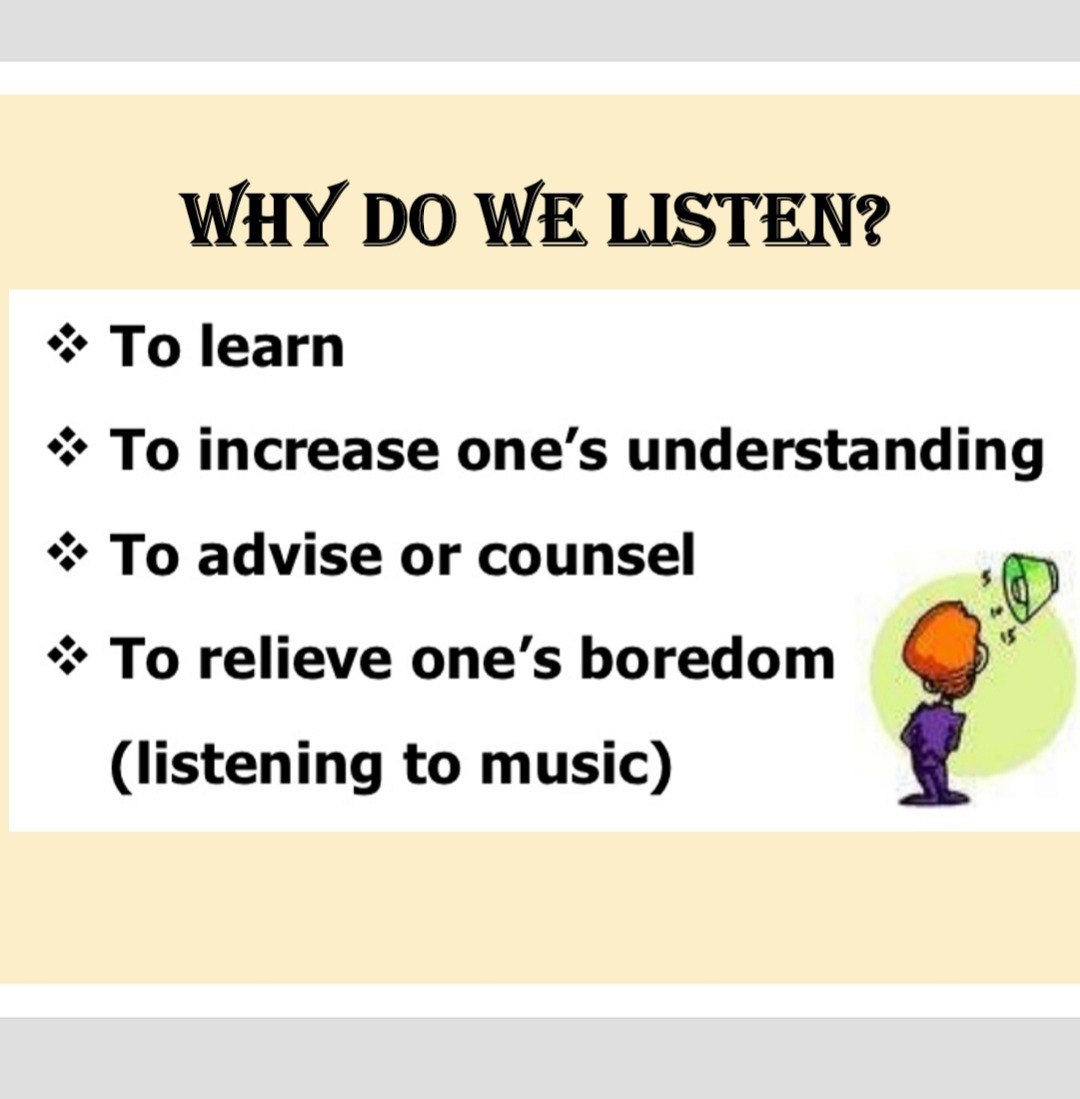 WHY DO WE LISTEN?
❖ To learn
❖ To increase one’s understanding
❖ To advise or counsel
❖ To relieve one’s boredom
(listening to music)